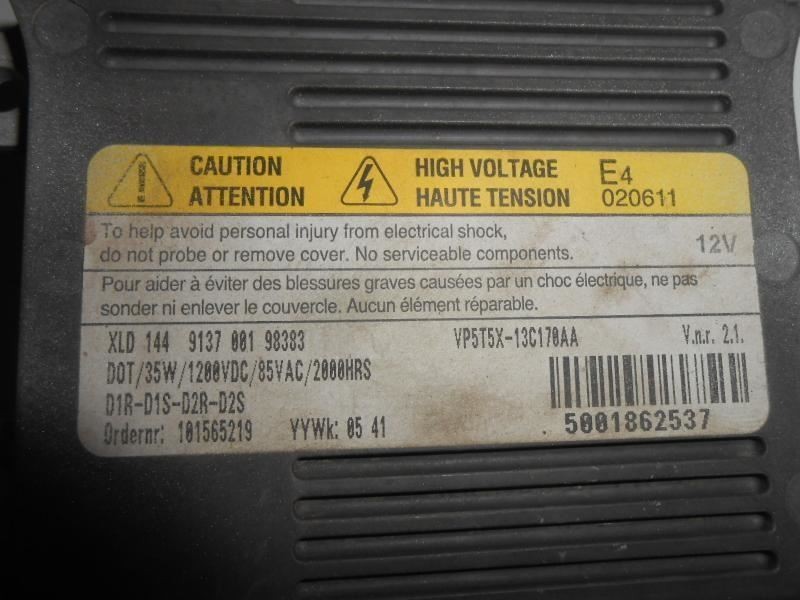 CAUTION
ATTENTION
HIGH VOLTAGE
HAUTE TENSION
E4
020611
To help avoid personal injury from electrical shock,
do not probe or remove cover. No serviceable components.
12V
Pour aider à éviter des blessures graves causées par un choc électrique, ne pas
sonder ni enlever le couvercle. Aucun élément réparable.
XLD 144 9137 001 98383 VP5T5X-13C170AA V.n.r. 2.1.
DOT/35W/1200VDC/85VAC/2000HRS
D1R-D1S-D2R-D2S
Ordernr: 101565219 YYWk: 05 41
5001862537